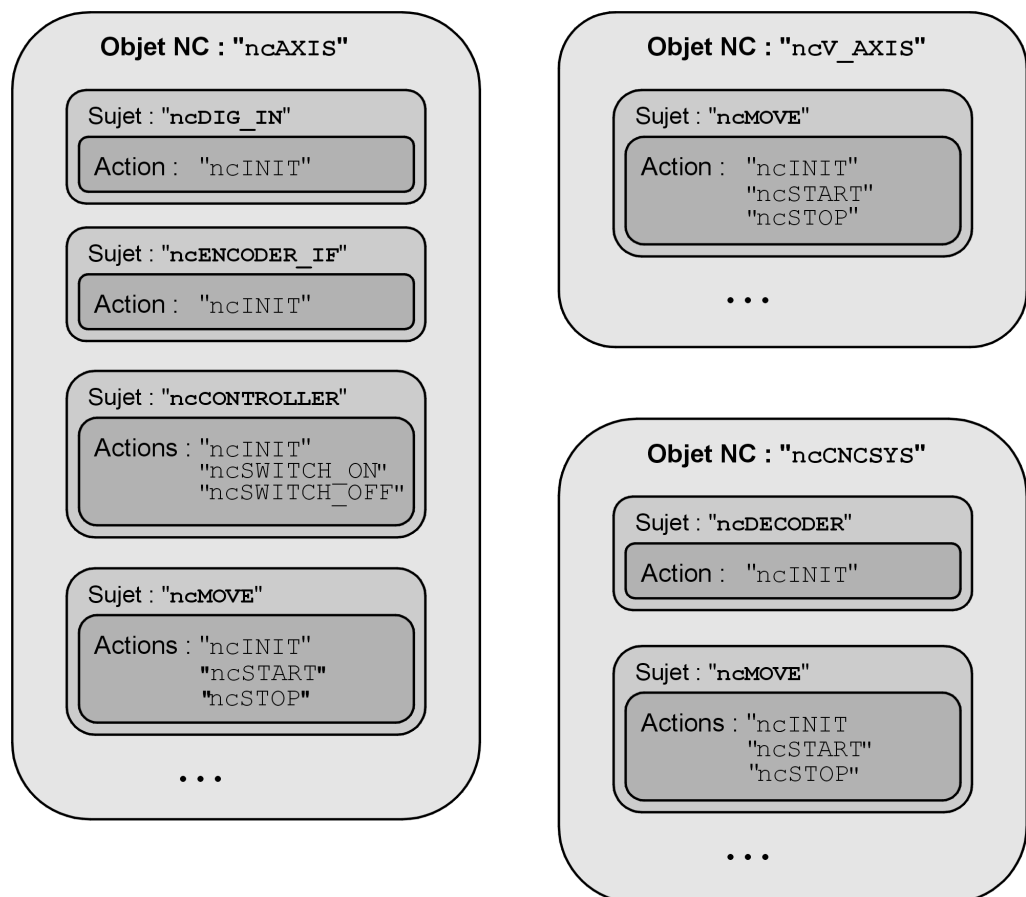 Objet NC : "ncAXIS"
Sujet : "ncDIG_IN"
Action : "ncINIT"
Sujet : "ncENCODER_IF"
Action : "ncINIT"
Sujet : "ncCONTROLLER"
Actions : "ncINIT"
"ncSWITCH_ON"
"ncSWITCH_OFF"
Sujet : "ncMOVE"
Actions : "ncINIT"
"ncSTART"
"ncSTOP"
...
Objet NC : "ncV_AXIS"
Sujet : "ncMOVE"
Action : "ncINIT"
"ncSTART"
"ncSTOP"
...
Objet NC : "ncCNCSYS"
Sujet : "ncDECODER"
Action : "ncINIT"
Sujet : "ncMOVE"
Actions : "ncINIT
"ncSTART"
"ncSTOP"
...